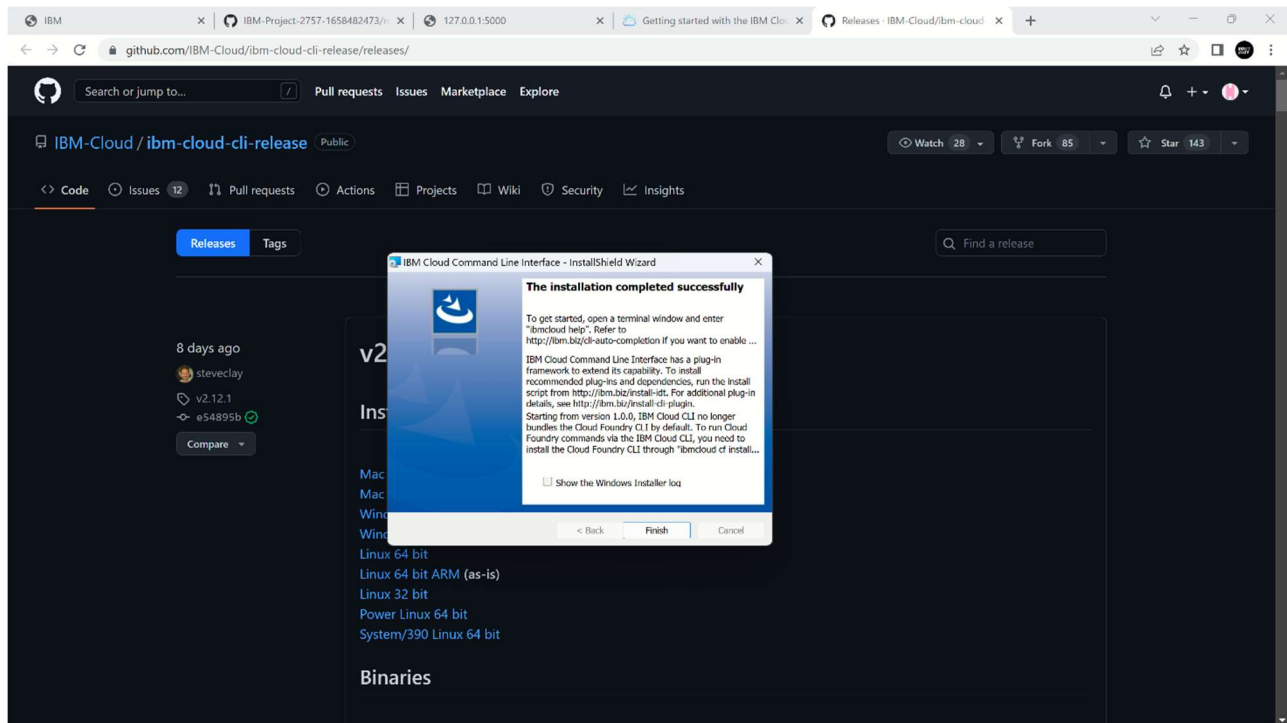 IBM
IBM-Project-2757-1658482473/
127.0.0.1:5000
Getting started with the IBM Clo
Releases · IBM-Cloud/ibm-cloud-
github.com/IBM-Cloud/ibm-cloud-cli-release/releases/
Search or jump to...
/
Pull requests Issues Marketplace Explore
IBM-Cloud / ibm-cloud-cli-release Public
Watch 28
Fork 85
Star 143
Code
Issues 12
Pull requests
Actions
Projects
Wiki
Security
Insights
Releases
Tags
Find a release
8 days ago
steveclay
v2.12.1
e54895b
Compare
v2
Ins
IBM Cloud Command Line Interface - InstallShield Wizard
The installation completed successfully
To get started, open a terminal window and enter
"ibmcloud help". Refer to
http://ibm.biz/cli-auto-completion if you want to enable ...
IBM Cloud Command Line Interface has a plug-in
framework to extend its capability. To install
recommended plug-ins and dependencies, run the install
script from http://ibm.biz/install-idt. For additional plug-in
details, see http://ibm.biz/install-cli-plugin.
Starting from version 1.0.0, IBM Cloud CLI no longer
bundles the Cloud Foundry CLI by default. To run Cloud
Foundry commands via the IBM Cloud CLI, you need to
install the Cloud Foundry CLI through "ibmcloud cf install...
Show the Windows Installer log
< Back
Finish
Cancel
Mac
Mac
Wind
Wind
Linux 64 bit
Linux 64 bit ARM (as-is)
Linux 32 bit
Power Linux 64 bit
System/390 Linux 64 bit
Binaries